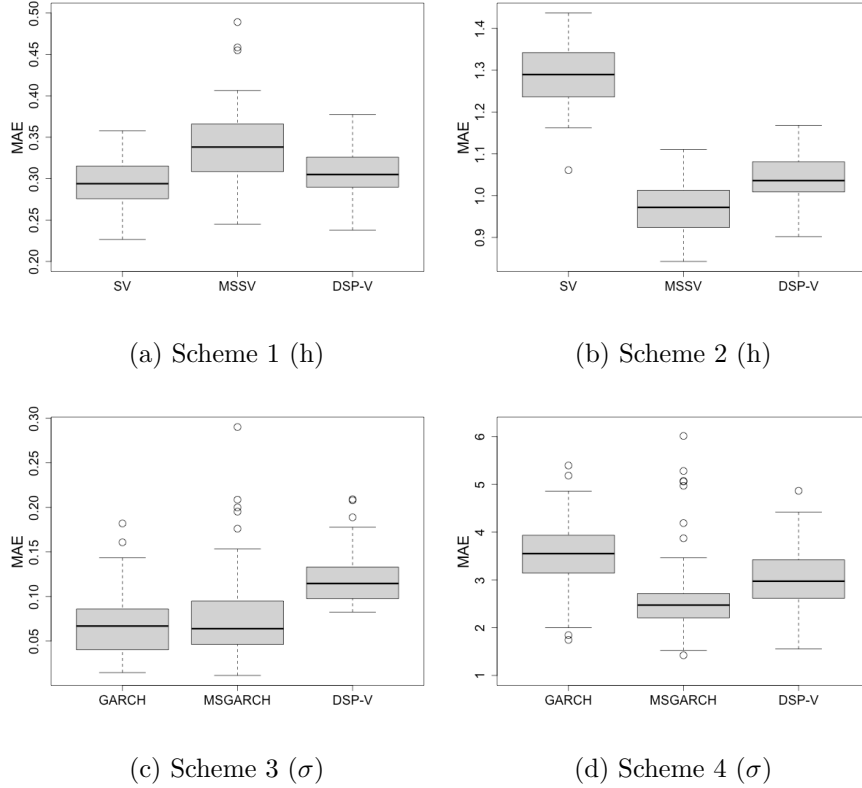 MAE
0.50
0.45
0.40
0.35
0.30
0.25
0.20
SV MSSV DSP-V
(a) Scheme 1 (h)
MAE
1.4
1.3
1.2
1.1
1.0
0.9
SV MSSV DSP-V
(b) Scheme 2 (h)
MAE
0.30
0.25
0.20
0.15
0.10
0.05
GARCH MSGARCH DSP-V
(c) Scheme 3 (σ)
MAE
6
5
4
3
2
1
GARCH MSGARCH DSP-V
(d) Scheme 4 (σ)